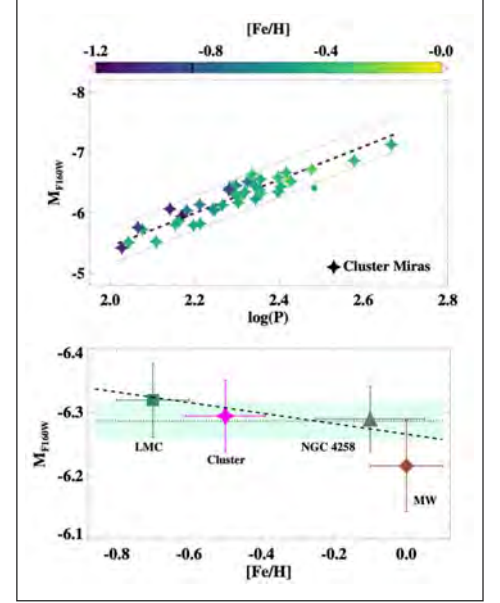 [Fe/H]
-1.2 -0.8 -0.4 -0.0
-8
-7
-6
-5
M_F160W
Cluster Miras
2.0 2.2 2.4 2.6 2.8
log(P)
-6.4
-6.3
-6.2
-6.1
M_F160W
LMC
Cluster
NGC 4258
MW
-0.8 -0.6 -0.4 -0.2 0.0
[Fe/H]